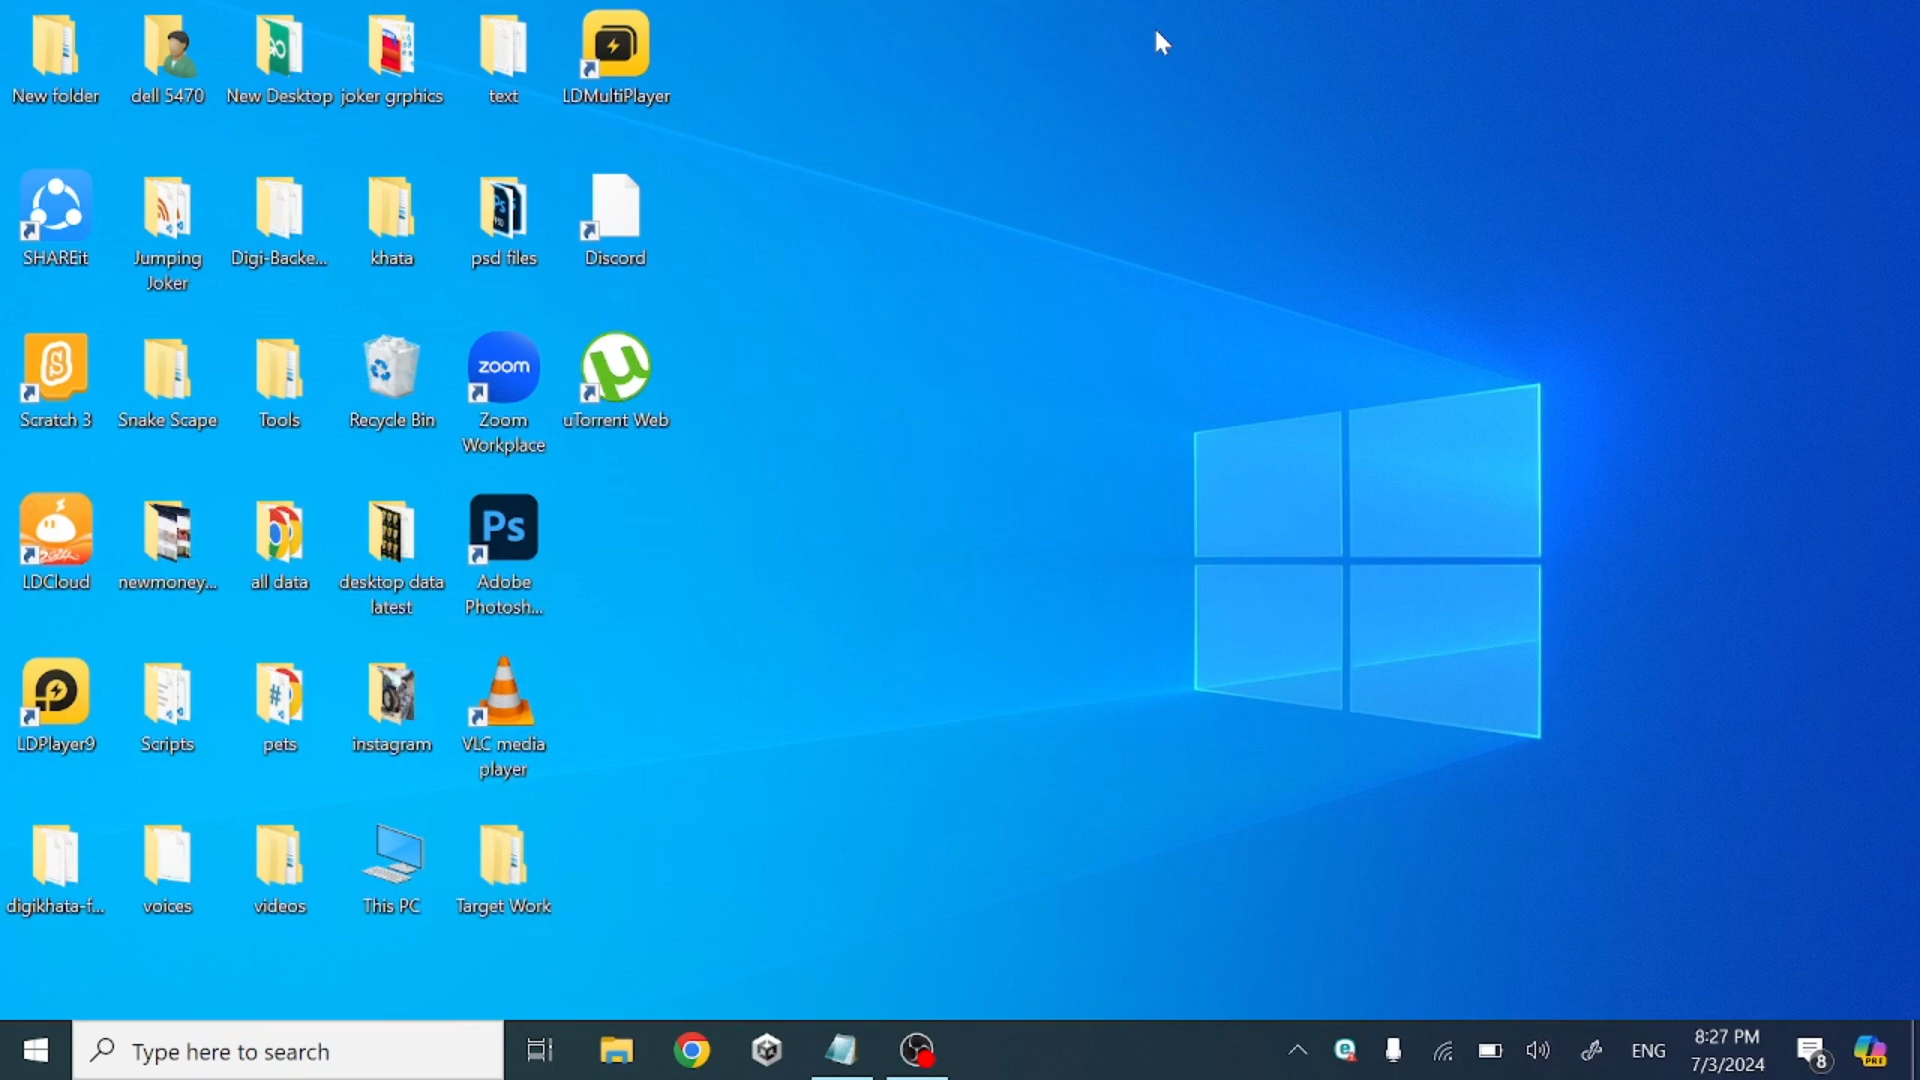 New folder
dell 5470
New Desktop
joker grphics
text
LDMultiPlayer
SHAREit
Jumping
Joker
Digi-Backe...
khata
psd files
Discord
Scratch 3
Snake Scape
Tools
Recycle Bin
zoom
Zoom
Workplace
uTorrent Web
LDCloud
newmoney...
all data
desktop data
latest
Ps
Adobe
Photosh...
LDPlayer9
Scripts
pets
instagram
VLC media
player
digikhata-f...
voices
videos
This PC
Target Work
Type here to search
ENG
8:27 PM
7/3/2024
8
PRE